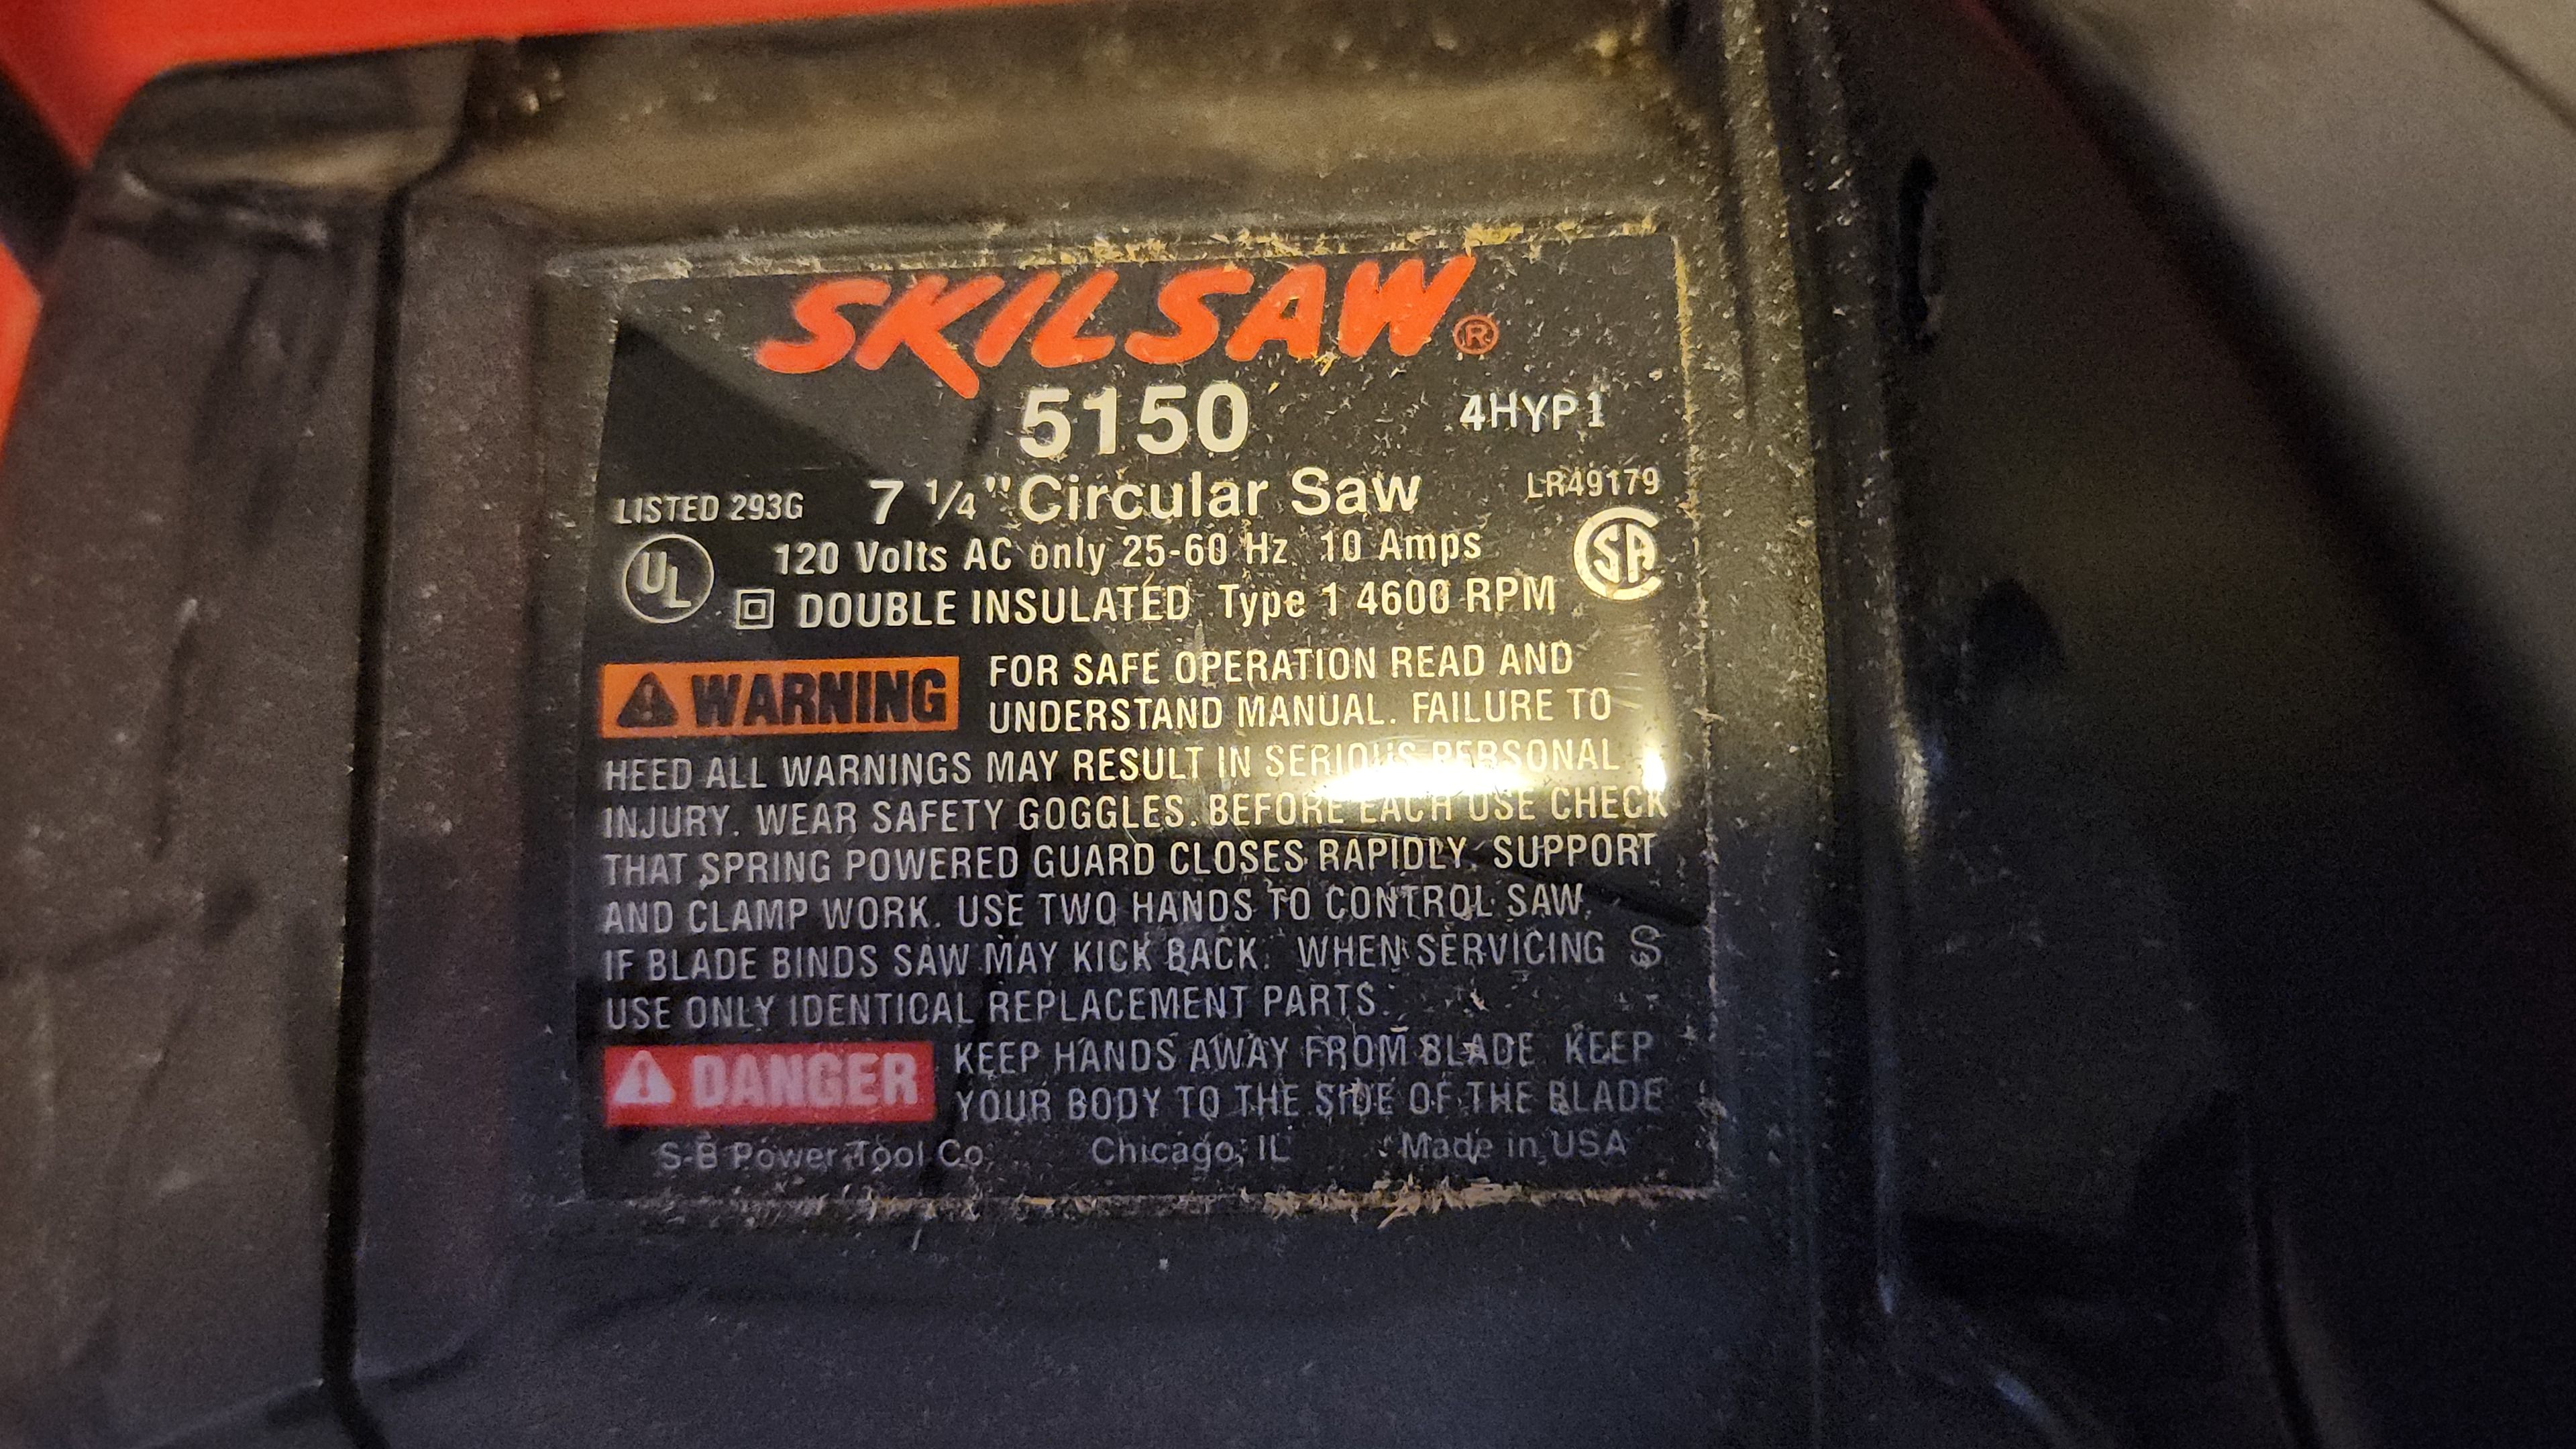 SKILSAW®
5150 4HYP1
LISTED 293G 7 1/4" Circular Saw LR49179
UL 120 Volts AC only 25-60 Hz 10 Amps CSA
DOUBLE INSULATED Type 1 4600 RPM
WARNING FOR SAFE OPERATION READ AND
UNDERSTAND MANUAL. FAILURE TO
HEED ALL WARNINGS MAY RESULT IN SERIOUS PERSONAL
INJURY. WEAR SAFETY GOGGLES. BEFORE EACH USE CHECK
THAT SPRING POWERED GUARD CLOSES RAPIDLY. SUPPORT
AND CLAMP WORK. USE TWO HANDS TO CONTROL SAW.
IF BLADE BINDS SAW MAY KICK BACK. WHEN SERVICING S
USE ONLY IDENTICAL REPLACEMENT PARTS.
DANGER KEEP HANDS AWAY FROM BLADE KEEP
YOUR BODY TO THE SIDE OF THE BLADE
S-B Power Tool Co. Chicago, IL Made in USA